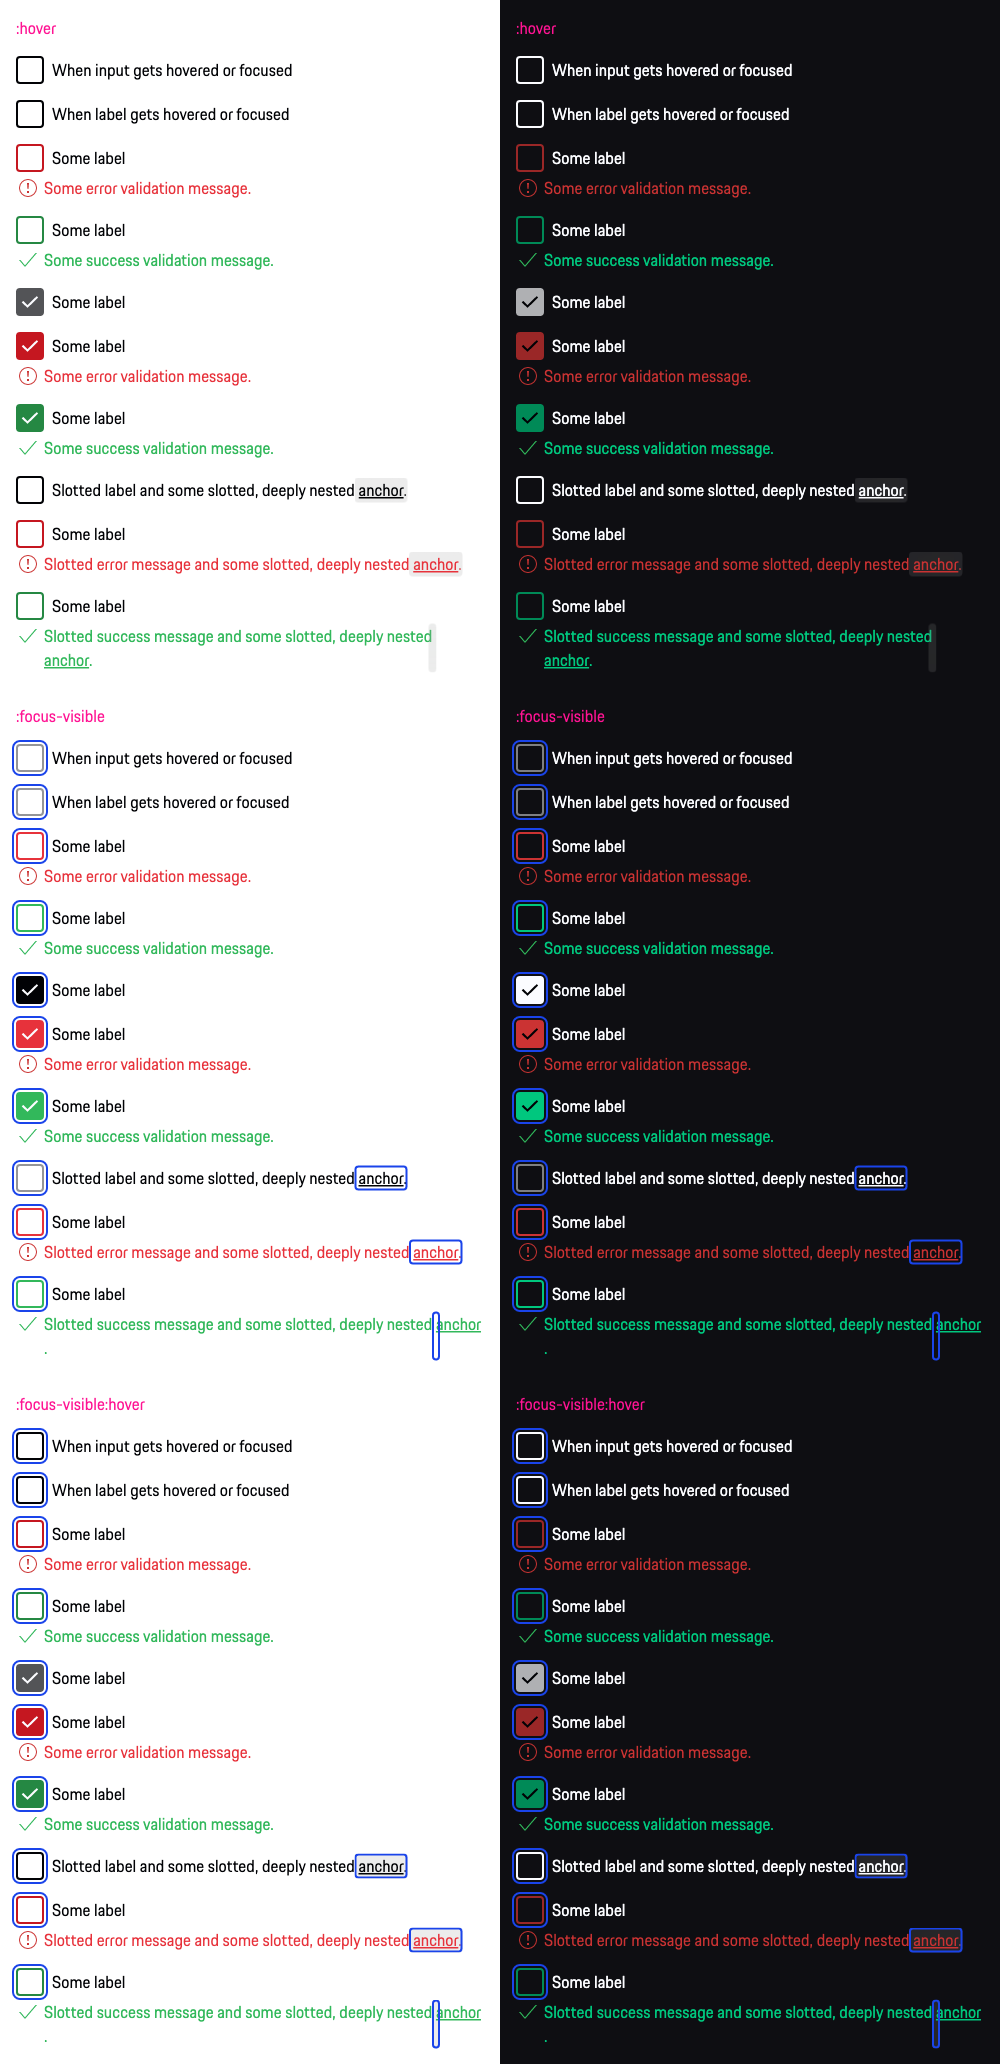 :hover
When input gets hovered or focused
When label gets hovered or focused
Some label
Some error validation message.
Some label
Some success validation message.
Some label
Some label
Some error validation message.
Some label
Some success validation message.
Slotted label and some slotted, deeply nested anchor.
Some label
Slotted error message and some slotted, deeply nested anchor.
Some label
Slotted success message and some slotted, deeply nested
anchor.
:focus-visible
When input gets hovered or focused
When label gets hovered or focused
Some label
Some error validation message.
Some label
Some success validation message.
Some label
Some label
Some error validation message.
Some label
Some success validation message.
Slotted label and some slotted, deeply nested anchor.
Some label
Slotted error message and some slotted, deeply nested anchor.
Some label
Slotted success message and some slotted, deeply nested anchor
.
:focus-visible:hover
When input gets hovered or focused
When label gets hovered or focused
Some label
Some error validation message.
Some label
Some success validation message.
Some label
Some label
Some error validation message.
Some label
Some success validation message.
Slotted label and some slotted, deeply nested anchor.
Some label
Slotted error message and some slotted, deeply nested anchor.
Some label
Slotted success message and some slotted, deeply nested anchor
.
:hover
When input gets hovered or focused
When label gets hovered or focused
Some label
Some error validation message.
Some label
Some success validation message.
Some label
Some label
Some error validation message.
Some label
Some success validation message.
Slotted label and some slotted, deeply nested anchor.
Some label
Slotted error message and some slotted, deeply nested anchor.
Some label
Slotted success message and some slotted, deeply nested
anchor.
:focus-visible
When input gets hovered or focused
When label gets hovered or focused
Some label
Some error validation message.
Some label
Some success validation message.
Some label
Some label
Some error validation message.
Some label
Some success validation message.
Slotted label and some slotted, deeply nested anchor.
Some label
Slotted error message and some slotted, deeply nested anchor.
Some label
Slotted success message and some slotted, deeply nested anchor
.
:focus-visible:hover
When input gets hovered or focused
When label gets hovered or focused
Some label
Some error validation message.
Some label
Some success validation message.
Some label
Some label
Some error validation message.
Some label
Some success validation message.
Slotted label and some slotted, deeply nested anchor.
Some label
Slotted error message and some slotted, deeply nested anchor.
Some label
Slotted success message and some slotted, deeply nested anchor
.